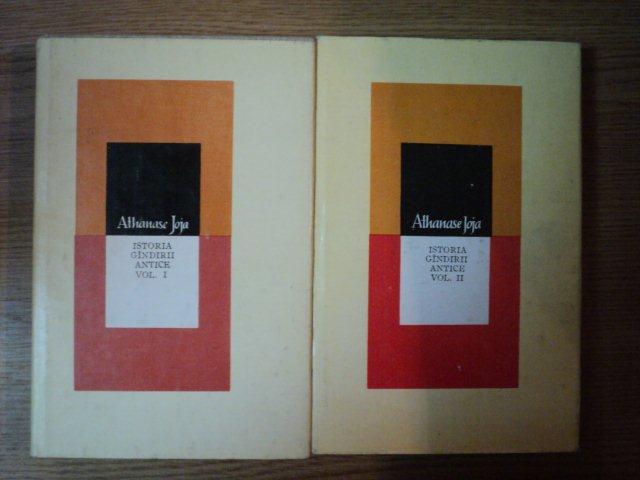 Athanase Joja
ISTORIA
GÎNDIRII
ANTICE
VOL. I
Athanase Joja
ISTORIA
GÎNDIRII
ANTICE
VOL. II